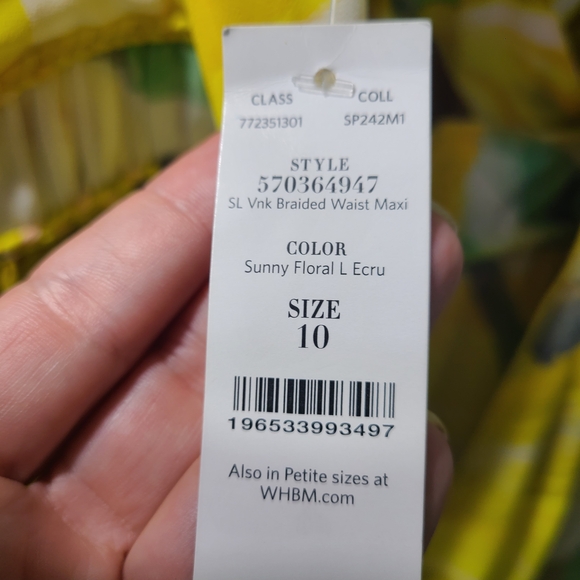 CLASS COLL
772351301 SP242M1
STYLE
570364947
SL Vnk Braided Waist Maxi
COLOR
Sunny Floral L Ecru
SIZE
10
196533993497
Also in Petite sizes at
WHBM.com